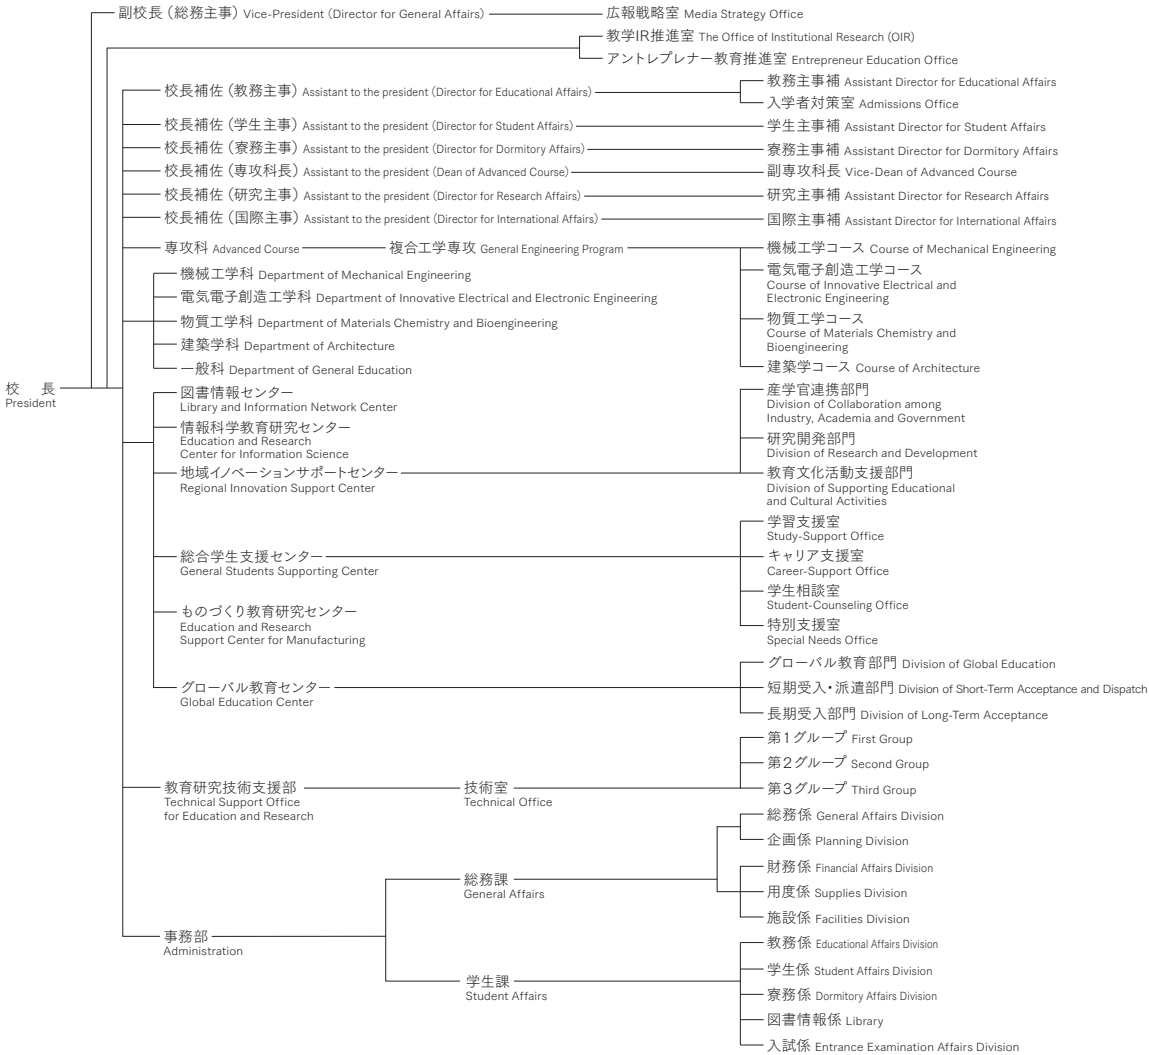 副校長（総務主事） Vice-President (Director for General Affairs)
広報戦略室 Media Strategy Office
教学IR推進室 The Office of Institutional Research (OIR)
アントレプレナー教育推進室 Entrepreneur Education Office
校長補佐（教務主事） Assistant to the president (Director for Educational Affairs)
教務主事補 Assistant Director for Educational Affairs
入学者対策室 Admissions Office
校長補佐（学生主事） Assistant to the president (Director for Student Affairs)
学生主事補 Assistant Director for Student Affairs
校長補佐（寮務主事） Assistant to the president (Director for Dormitory Affairs)
寮務主事補 Assistant Director for Dormitory Affairs
校長補佐（専攻科長） Assistant to the president (Dean of Advanced Course)
副専攻科長 Vice-Dean of Advanced Course
校長補佐（研究主事） Assistant to the president (Director for Research Affairs)
研究主事補 Assistant Director for Research Affairs
校長補佐（国際主事） Assistant to the president (Director for International Affairs)
国際主事補 Assistant Director for International Affairs
専攻科 Advanced Course
複合工学専攻 General Engineering Program
機械工学コース Course of Mechanical Engineering
電気電子創造工学コース
Course of Innovative Electrical and
Electronic Engineering
物質工学コース
Course of Materials Chemistry and
Bioengineering
建築学コース Course of Architecture
機械工学科 Department of Mechanical Engineering
電気電子創造工学科 Department of Innovative Electrical and Electronic Engineering
物質工学科 Department of Materials Chemistry and Bioengineering
建築学科 Department of Architecture
一般科 Department of General Education
校　長
President
図書情報センター
Library and Information Network Center
情報科学教育研究センター
Education and Research
Center for Information Science
地域イノベーションサポートセンター
Regional Innovation Support Center
産学官連携部門
Division of Collaboration among
Industry, Academia and Government
研究開発部門
Division of Research and Development
教育文化活動支援部門
Division of Supporting Educational
and Cultural Activities
総合学生支援センター
General Students Supporting Center
学習支援室
Study-Support Office
キャリア支援室
Career-Support Office
学生相談室
Student-Counseling Office
特別支援室
Special Needs Office
ものづくり教育研究センター
Education and Research
Support Center for Manufacturing
グローバル教育センター
Global Education Center
グローバル教育部門 Division of Global Education
短期受入・派遣部門 Division of Short-Term Acceptance and Dispatch
長期受入部門 Division of Long-Term Acceptance
教育研究技術支援部
Technical Support Office
for Education and Research
技術室
Technical Office
第1グループ First Group
第2グループ Second Group
第3グループ Third Group
事務部
Administration
総務課
General Affairs
総務係 General Affairs Division
企画係 Planning Division
財務係 Financial Affairs Division
用度係 Supplies Division
施設係 Facilities Division
学生課
Student Affairs
教務係 Educational Affairs Division
学生係 Student Affairs Division
寮務係 Dormitory Affairs Division
図書情報係 Library
入試係 Entrance Examination Affairs Division